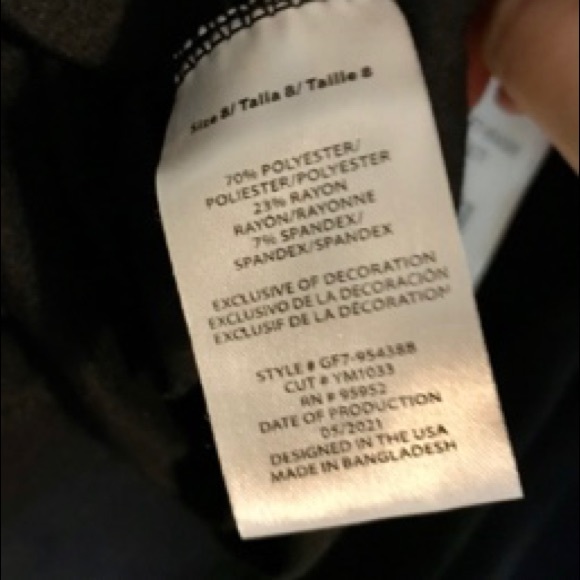 Size 8/ Talla 8/ Taille 8
70% POLYESTER/
POLIESTER/POLYESTER
23% RAYON
RAYÓN/RAYONNE
7% SPANDEX/
SPANDEX/SPANDEX
EXCLUSIVE OF DECORATION
EXCLUSIVO DE LA DECORACIÓN
EXCLUSIF DE LA DÉCORATION
STYLE # GF7-95438B
CUT # YM1033
RN # 95952
DATE OF PRODUCTION
05/2021
DESIGNED IN THE USA
MADE IN BANGLADESH